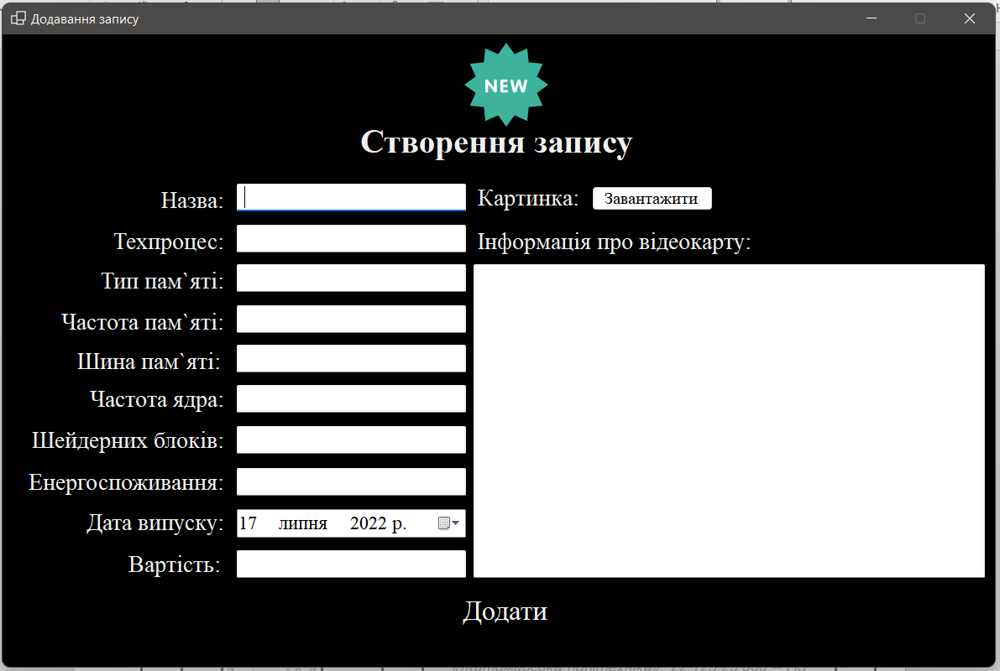 Додавання запису
NEW
Створення запису
Назва:
Картинка: Завантажити
Техпроцес:
Інформація про відеокарту:
Тип пам`яті:
Частота пам`яті:
Шина пам`яті:
Частота ядра:
Шейдерних блоків:
Енергоспоживання:
Дата випуску: 17 липня 2022 р.
Вартість:
Додати